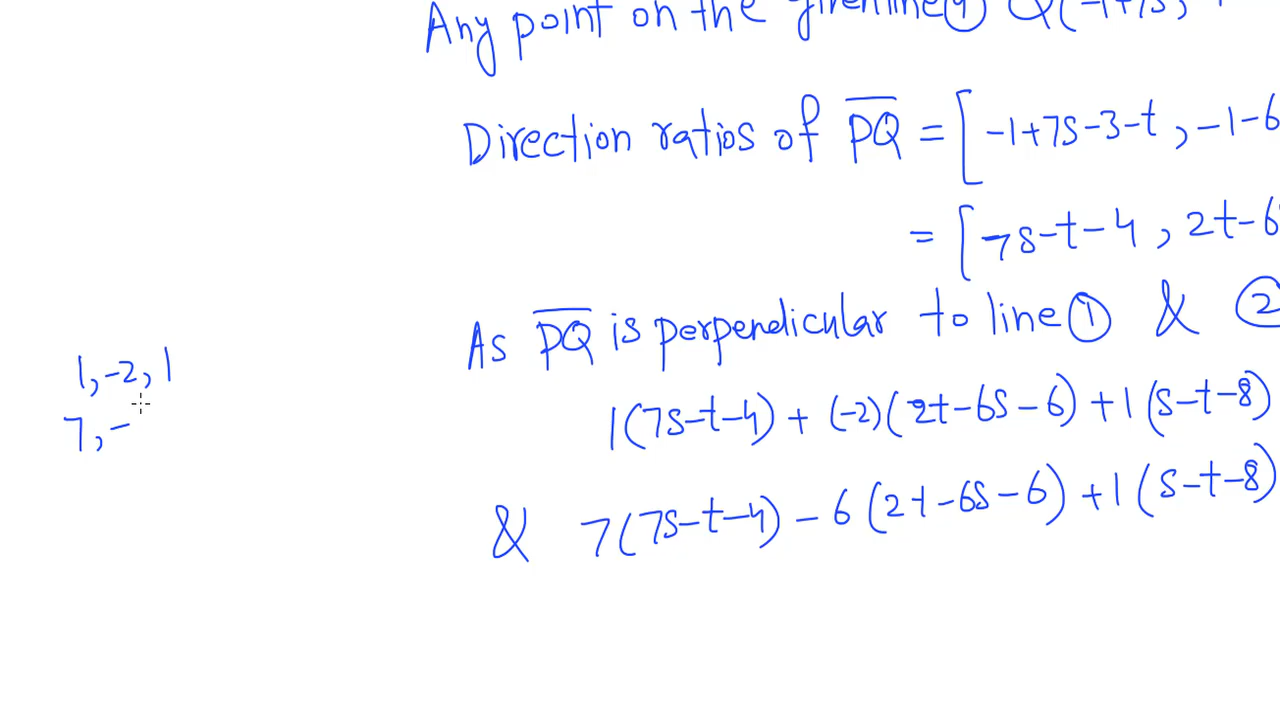 Any point on the given line ① Q(-1+7s,
Direction ratios of P̅Q̅ = [-1+7s-3-t, -1-6
= [7s-t-4, 2t-6
As P̅Q̅ is perpendicular to line ① & ②
1, -2, 1
1(7s-t-4) + (-2)(2t-6s-6) + 1(s-t-8)
7, -
& 7(7s-t-4) - 6(2t-6s-6) + 1(s-t-8)